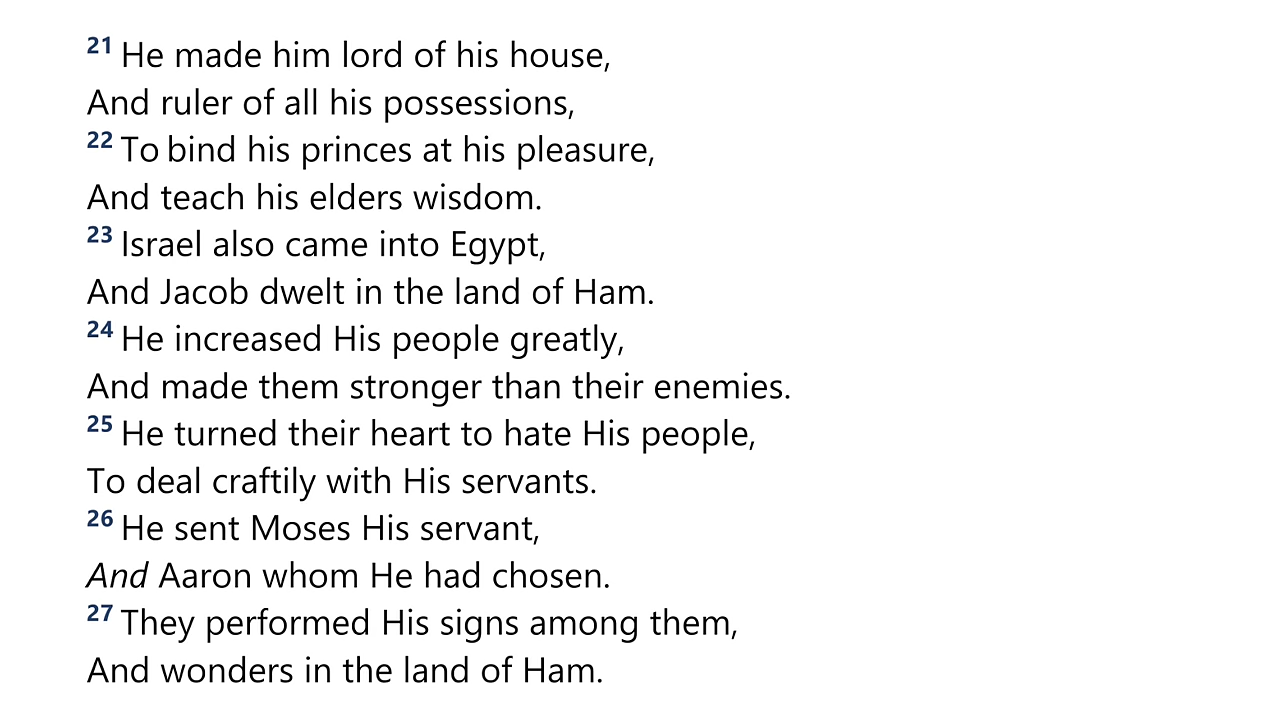 21 He made him lord of his house,
And ruler of all his possessions,
22 To bind his princes at his pleasure,
And teach his elders wisdom.
23 Israel also came into Egypt,
And Jacob dwelt in the land of Ham.
24 He increased His people greatly,
And made them stronger than their enemies.
25 He turned their heart to hate His people,
To deal craftily with His servants.
26 He sent Moses His servant,
And Aaron whom He had chosen.
27 They performed His signs among them,
And wonders in the land of Ham.